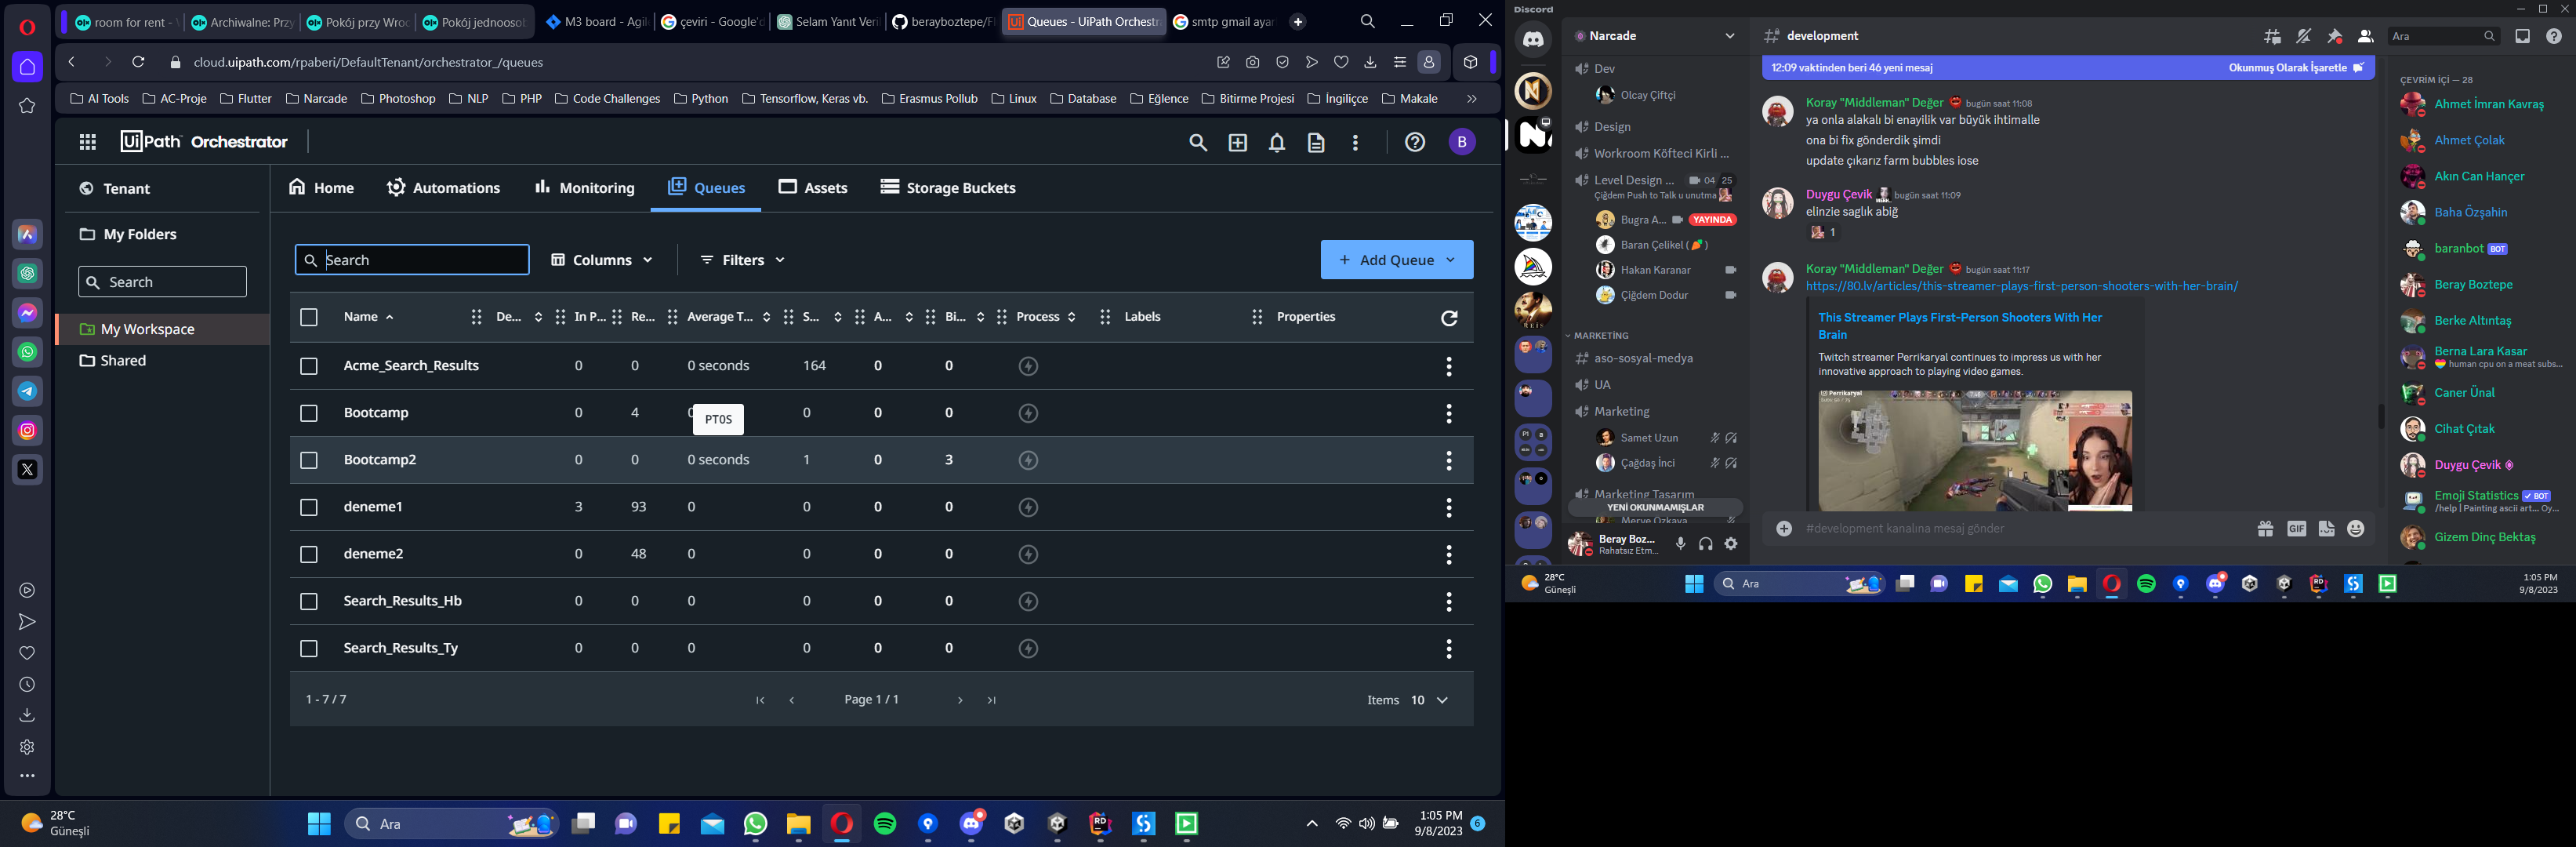 room for rent -
Archiwalne: Przy
Pokój przy Wroc
Pokój jednoosob
M3 board - Agil
çeviri - Google'd
Selam Yanıt Veri
berayboztepe/Fl
Queues - UiPath Orchestr
smtp gmail ayar
cloud.uipath.com/rpaberi/DefaultTenant/orchestrator_/queues
AI Tools
AC-Proje
Flutter
Narcade
Photoshop
NLP
PHP
Code Challenges
Python
Tensorflow, Keras vb.
Erasmus Pollub
Linux
Database
Eğlence
Bitirme Projesi
İngiliçce
Makale
UiPath Orchestrator
B
Tenant
Home
Automations
Monitoring
Queues
Assets
Storage Buckets
My Folders
Search
My Workspace
Shared
Search
Columns
Filters
+ Add Queue
Name
De...
In P...
Re...
Average T...
S...
A...
Bi...
Process
Labels
Properties
Acme_Search_Results 0 0 0 seconds 164 0 0
Bootcamp 0 4 0 0 0
PT0S
Bootcamp2 0 0 0 seconds 1 0 3
deneme1 3 93 0 0 0 0
deneme2 0 48 0 0 0 0
Search_Results_Hb 0 0 0 0 0 0
Search_Results_Ty 0 0 0 0 0 0
1 - 7 / 7
Page 1 / 1
Items 10
28°C
Güneşli
Ara
1:05 PM
9/8/2023
6
Discord
Narcade
Dev
Olcay Çiftçi
Design
Workroom Köfteci Kirli ...
Level Design ... 04 25
Çiğdem Push to Talk u unutma
Bugra A... YAYINDA
Baran Çelikel ( )
Hakan Karanar
Çiğdem Dodur
MARKETİNG
aso-sosyal-medya
UA
Marketing
Samet Uzun
Çağdaş İnci
Marketing Tasarım
YENİ OKUNMAMIŞLAR
Merve Özkaya
Beray Boz...
Rahatsız Etm...
development
Ara
12:09 vaktinden beri 46 yeni mesaj
Okunmuş Olarak İşaretle
Koray "Middleman" Değer bugün saat 11:08
ya onla alakalı bi enayilik var büyük ihtimalle
ona bi fix gönderdik şimdi
update çıkarız farm bubbles iose
Duygu Çevik bugün saat 11:09
elinzie saglık abiğ
1
Koray "Middleman" Değer bugün saat 11:17
https://80.lv/articles/this-streamer-plays-first-person-shooters-with-her-brain/
This Streamer Plays First-Person Shooters With Her
Brain
Twitch streamer Perrikaryal continues to impress us with her
innovative approach to playing video games.
Perrikaryal
#development kanalına mesaj gönder
GIF
ÇEVRİM İÇİ — 28
Ahmet İmran Kavraş
Ahmet Çolak
Akın Can Hançer
Baha Özşahin
baranbot BOT
Beray Boztepe
Berke Altıntaş
Berna Lara Kasar
human cpu on a meat subs...
Caner Ünal
Cihat Çıtak
Duygu Çevik
Emoji Statistics BOT
/help | Painting ascii art... Oy...
Gizem Dinç Bektaş
28°C
Güneşli
Ara
1:05 PM
9/8/2023